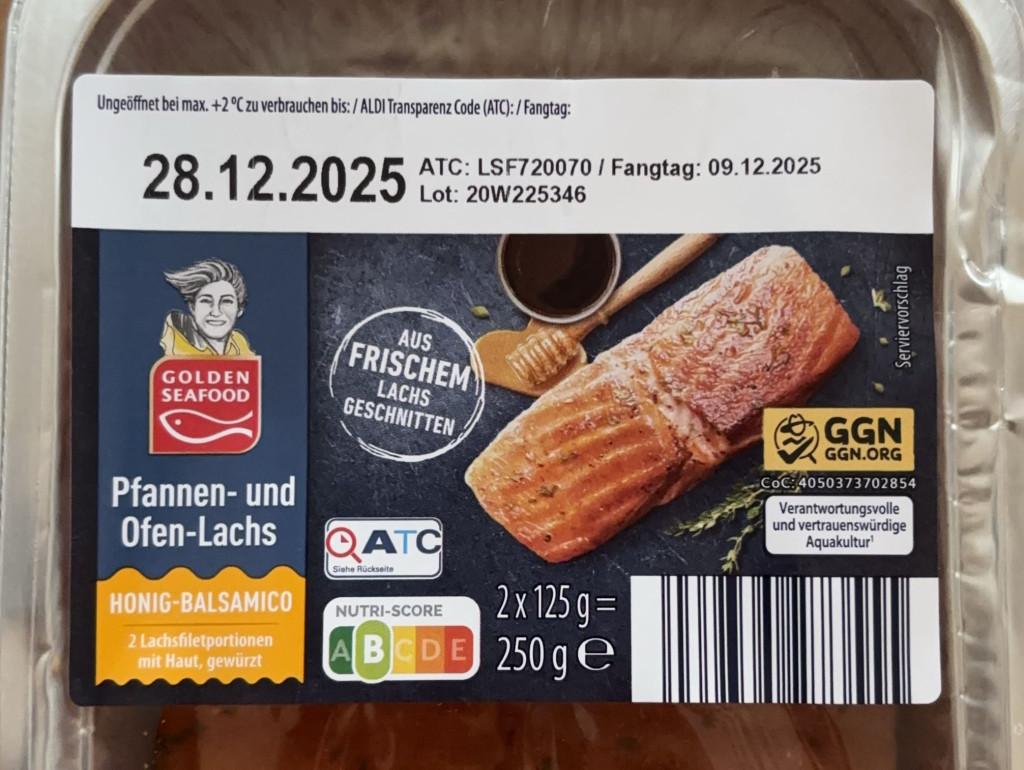 Ungeöffnet bei max. +2 °C zu verbrauchen bis: / ALDI Transparenz Code (ATC): / Fangtag:
28.12.2025
ATC: LSF720070 / Fangtag: 09.12.2025
Lot: 20W225346
GOLDEN
SEAFOOD
Pfannen- und
Ofen-Lachs
HONIG-BALSAMICO
2 Lachsfiletportionen
mit Haut, gewürzt
AUS
FRISCHEM
LACHS
GESCHNITTEN
ATC
Siehe Rückseite
NUTRI-SCORE
A B C D E
2 x 125 g =
250 g ℮
Serviervorschlag
GGN
GGN.ORG
CoC: 4050373702854
Verantwortungsvolle
und vertrauenswürdige
Aquakultur¹